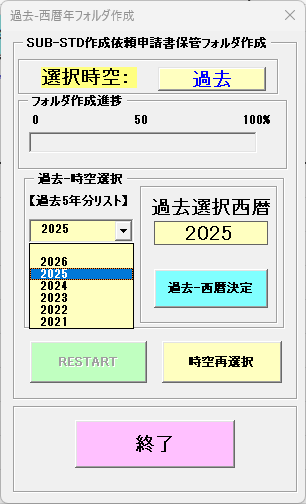 過去-西暦年フォルダ作成
SUB-STD作成依頼申請書保管フォルダ作成
選択時空: 過去
フォルダ作成進捗
0 50 100%
過去-時空選択
【過去5年分リスト】
2025
2026
2025
2024
2023
2022
2021
過去選択西暦
2025
過去-西暦決定
RESTART
時空再選択
終了